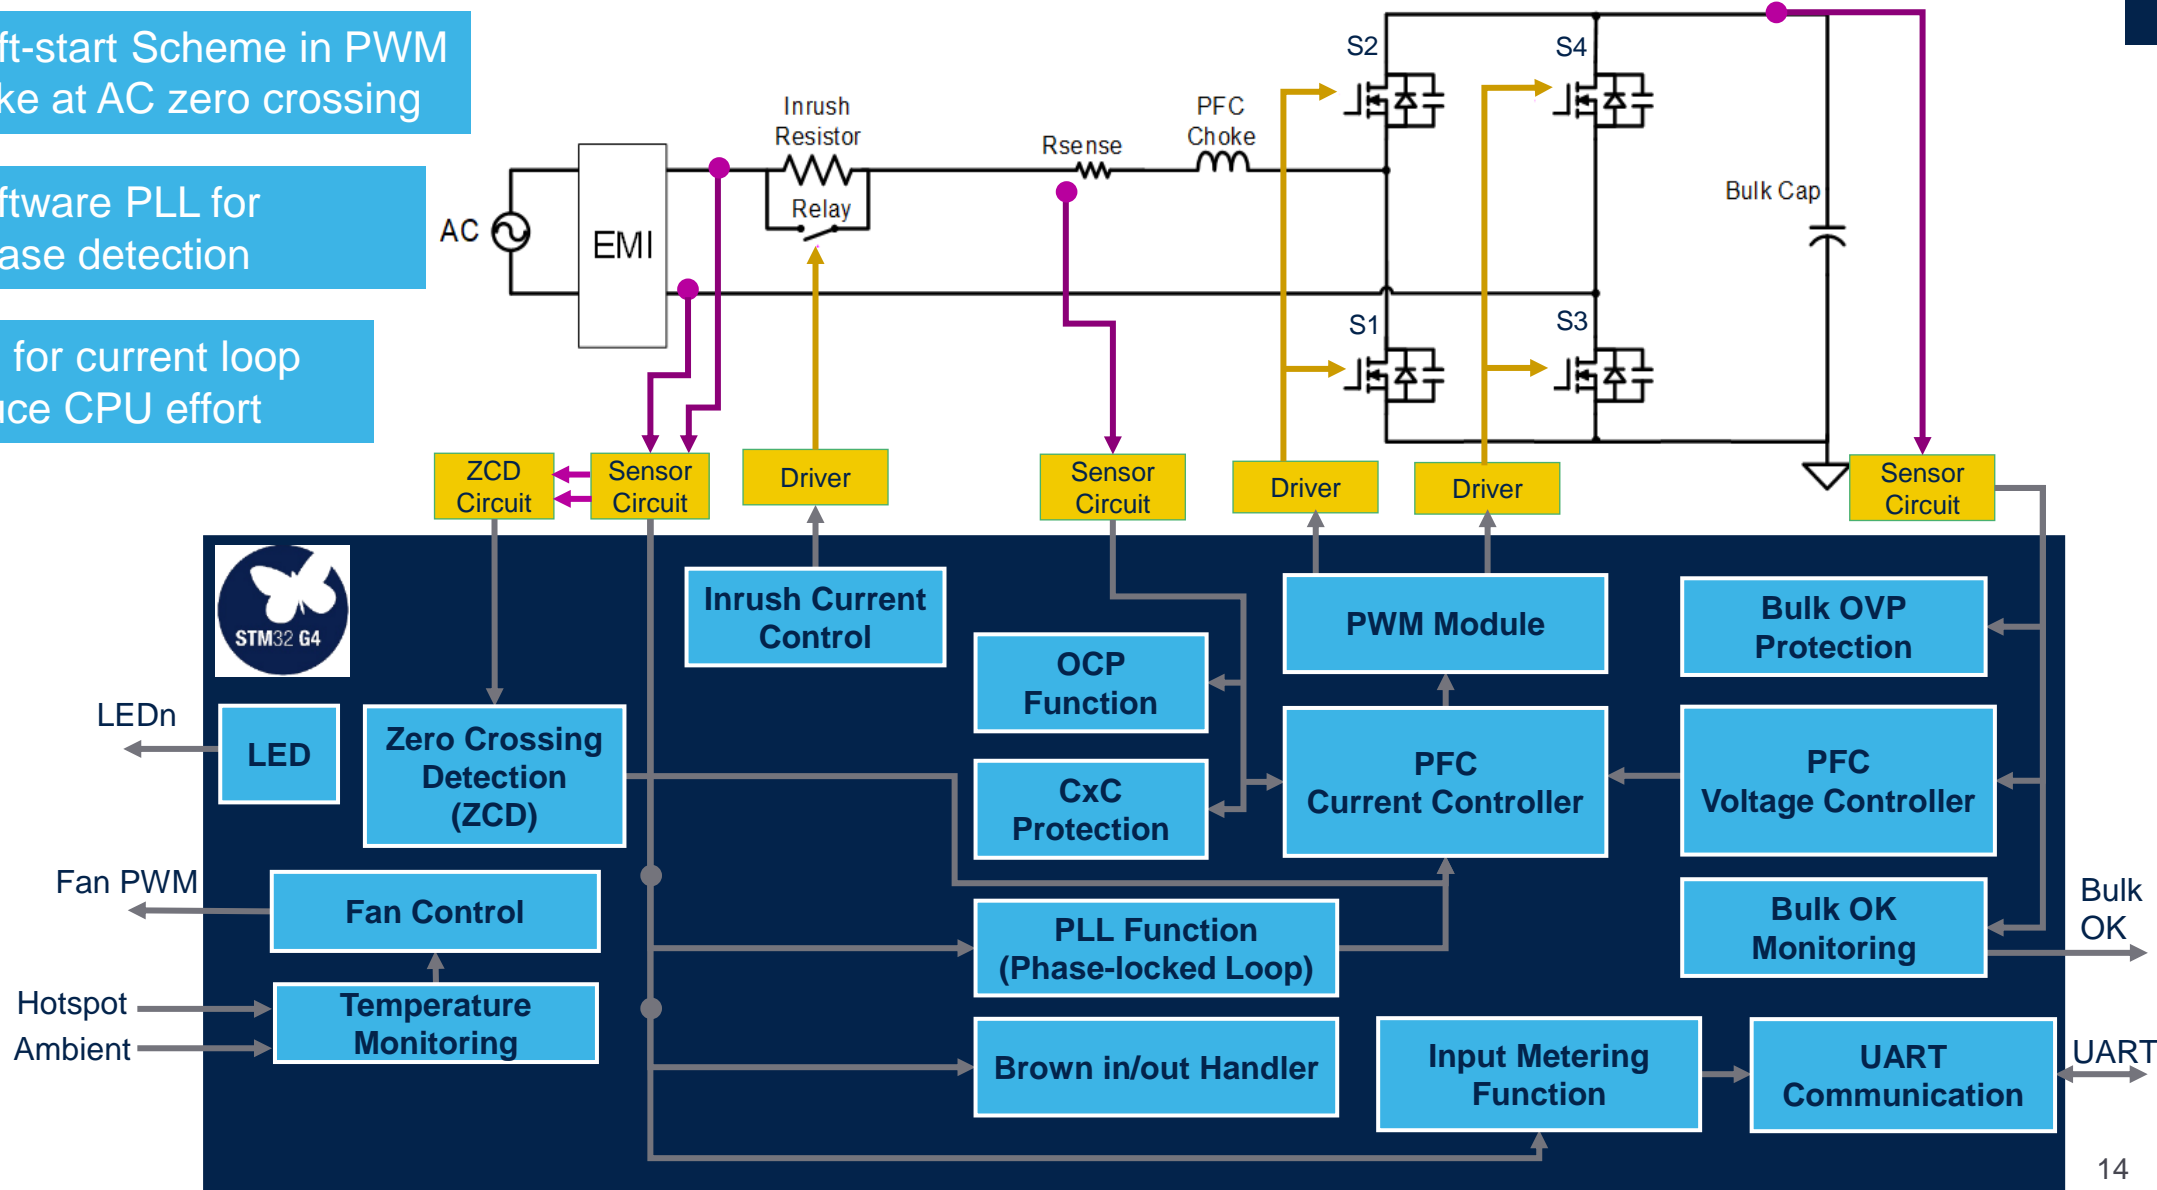 ft-start Scheme in PWM
ke at AC zero crossing
ftware PLL for
ase detection
for current loop
uce CPU effort
AC
EMI
Inrush
Resistor
Relay
Rsense
PFC
Choke
S2
S4
S1
S3
Bulk Cap
ZCD
Circuit
Sensor
Circuit
Driver
Sensor
Circuit
Driver
Driver
Sensor
Circuit
STM32 G4
Inrush Current
Control
OCP
Function
PWM Module
Bulk OVP
Protection
LEDn
LED
Zero Crossing
Detection
(ZCD)
CxC
Protection
PFC
Current Controller
PFC
Voltage Controller
Fan PWM
Fan Control
PLL Function
(Phase-locked Loop)
Bulk OK
Monitoring
Bulk
OK
Hotspot
Ambient
Temperature
Monitoring
Brown in/out Handler
Input Metering
Function
UART
Communication
UART
14